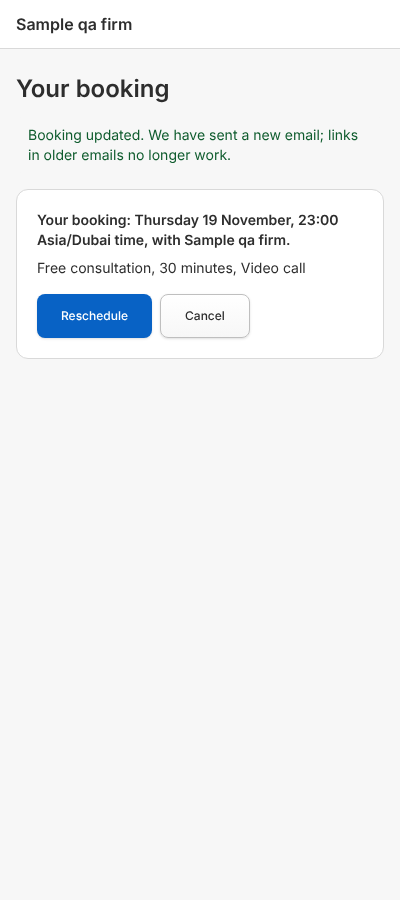 Sample qa firm
Your booking
Booking updated. We have sent a new email; links
in older emails no longer work.
Your booking: Thursday 19 November, 23:00
Asia/Dubai time, with Sample qa firm.
Free consultation, 30 minutes, Video call
Reschedule
Cancel